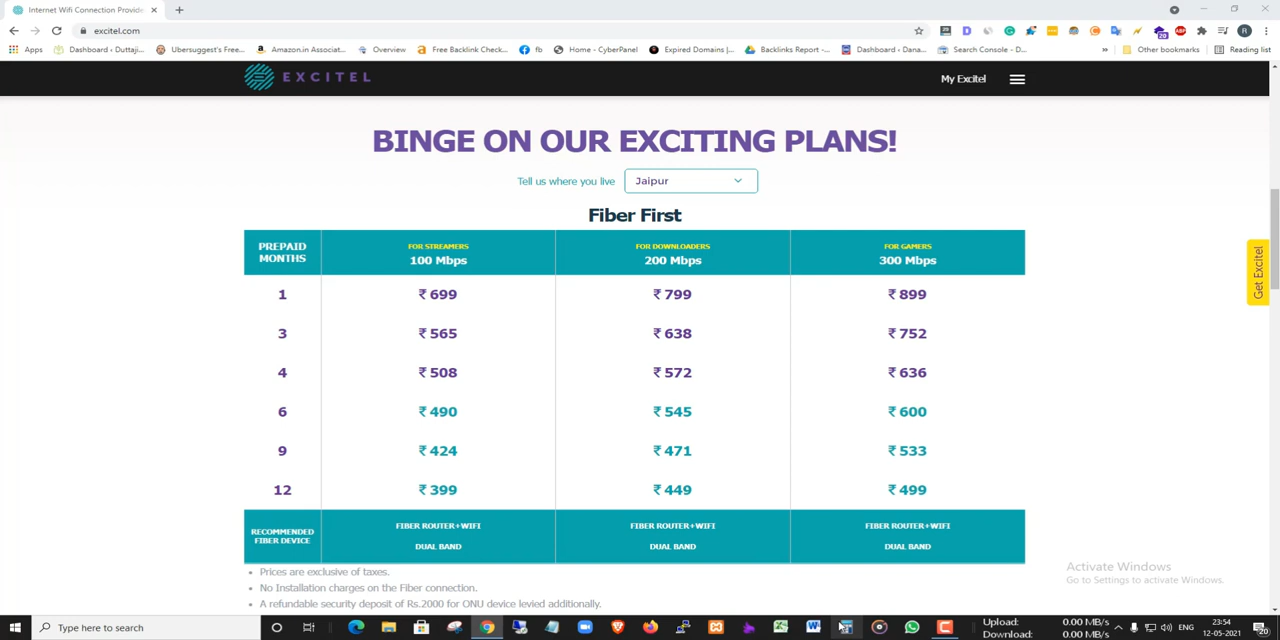 Internet Wifi Connection Provide
excitel.com
Apps
Dashboard ‹ Duttaji...
Ubersuggest's Free...
Amazon.in Associat...
Overview
Free Backlink Check...
fb
Home - CyberPanel
Expired Domains |...
Backlinks Report -...
Dashboard ‹ Dana...
Search Console - D...
»
Other bookmarks
Reading list
EXCITEL
My Excitel
BINGE ON OUR EXCITING PLANS!
Tell us where you live
Jaipur
Fiber First
PREPAID
MONTHS
FOR STREAMERS
100 Mbps
FOR DOWNLOADERS
200 Mbps
FOR GAMERS
300 Mbps
1 ₹ 699 ₹ 799 ₹ 899
3 ₹ 565 ₹ 638 ₹ 752
4 ₹ 508 ₹ 572 ₹ 636
6 ₹ 490 ₹ 545 ₹ 600
9 ₹ 424 ₹ 471 ₹ 533
12 ₹ 399 ₹ 449 ₹ 499
RECOMMENDED
FIBER DEVICE
FIBER ROUTER+WIFI
DUAL BAND
FIBER ROUTER+WIFI
DUAL BAND
FIBER ROUTER+WIFI
DUAL BAND
Get Excitel
• Prices are exclusive of taxes.
• No Installation charges on the Fiber connection.
• A refundable security deposit of Rs.2000 for ONU device levied additionally.
Activate Windows
Go to Settings to activate Windows.
Type here to search
Upload: 0.00 MB/s
Download: 0.00 MB/s
ENG
23:54
12-05-2021